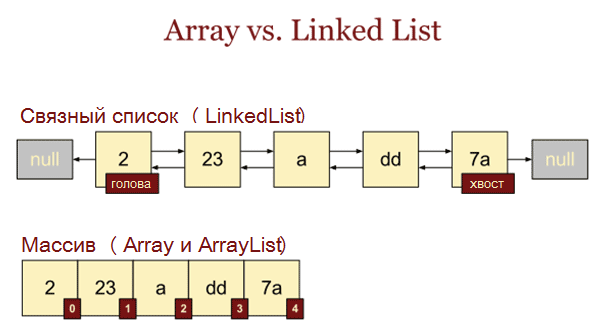 Array vs. Linked List
Связный список ( LinkedList)
null 2 23 a dd 7a null
голова хвост
Массив ( Array и ArrayList)
2 23 a dd 7a
0 1 2 3 4